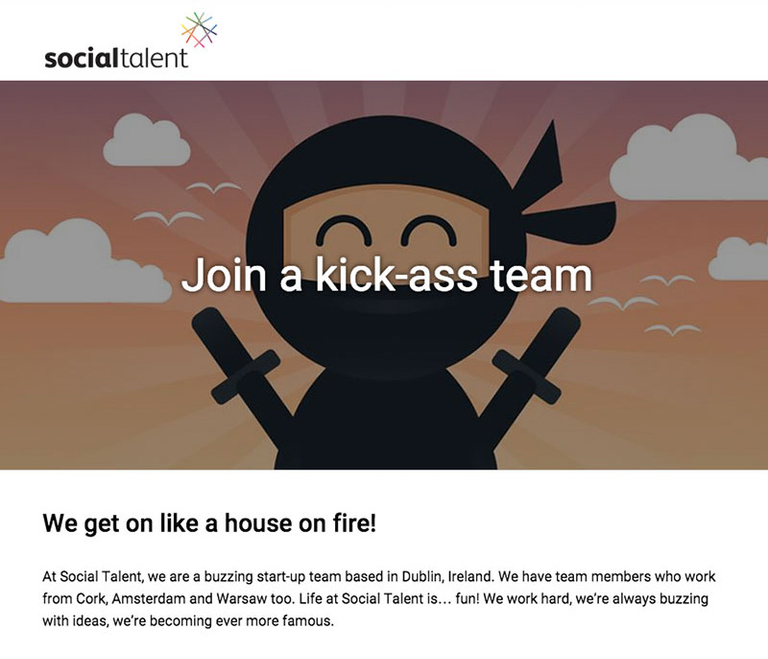 socialtalent
Join a kick-ass team
We get on like a house on fire!
At Social Talent, we are a buzzing start-up team based in Dublin, Ireland. We have team members who work
from Cork, Amsterdam and Warsaw too. Life at Social Talent is… fun! We work hard, we’re always buzzing
with ideas, we’re becoming ever more famous.